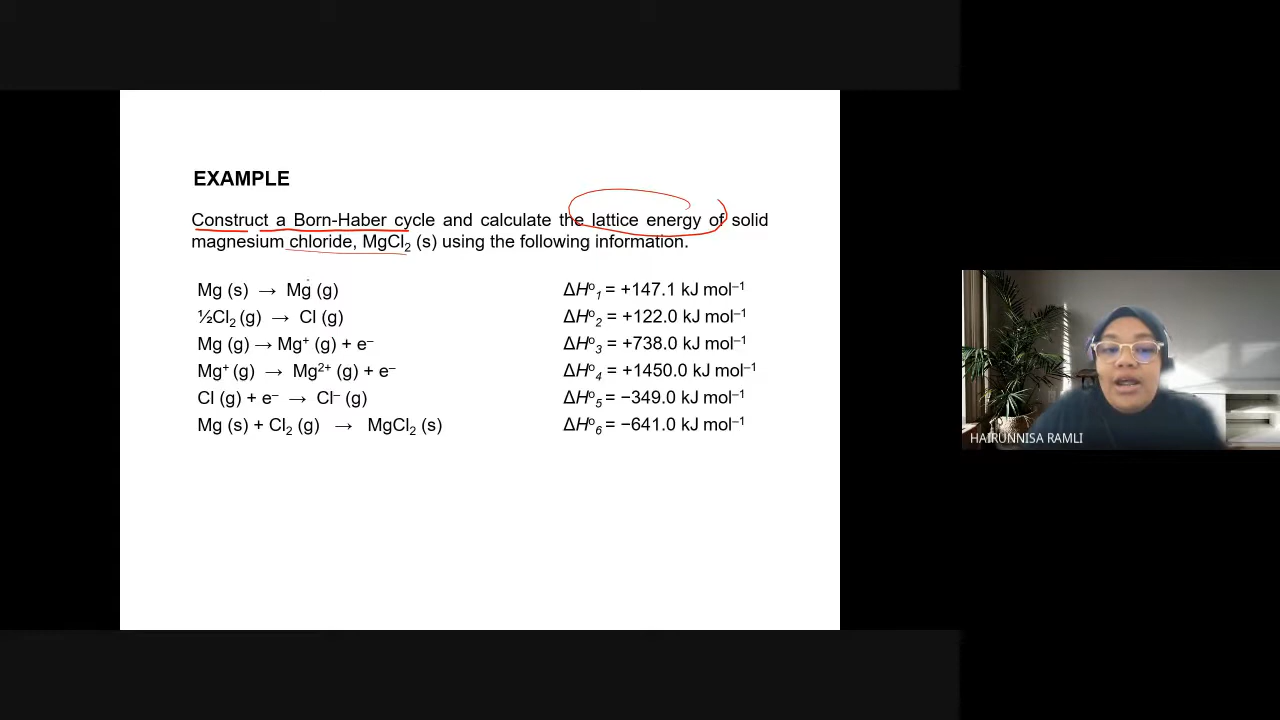 EXAMPLE
Construct a Born-Haber cycle and calculate the lattice energy of solid
magnesium chloride, MgCl₂ (s) using the following information.
Mg (s) → Mg (g) ΔH°₁ = +147.1 kJ mol⁻¹
½Cl₂ (g) → Cl (g) ΔH°₂ = +122.0 kJ mol⁻¹
Mg (g) → Mg⁺ (g) + e⁻ ΔH°₃ = +738.0 kJ mol⁻¹
Mg⁺ (g) → Mg²⁺ (g) + e⁻ ΔH°₄ = +1450.0 kJ mol⁻¹
Cl (g) + e⁻ → Cl⁻ (g) ΔH°₅ = −349.0 kJ mol⁻¹
Mg (s) + Cl₂ (g) → MgCl₂ (s) ΔH°₆ = −641.0 kJ mol⁻¹
HAIRUNNISA RAMLI